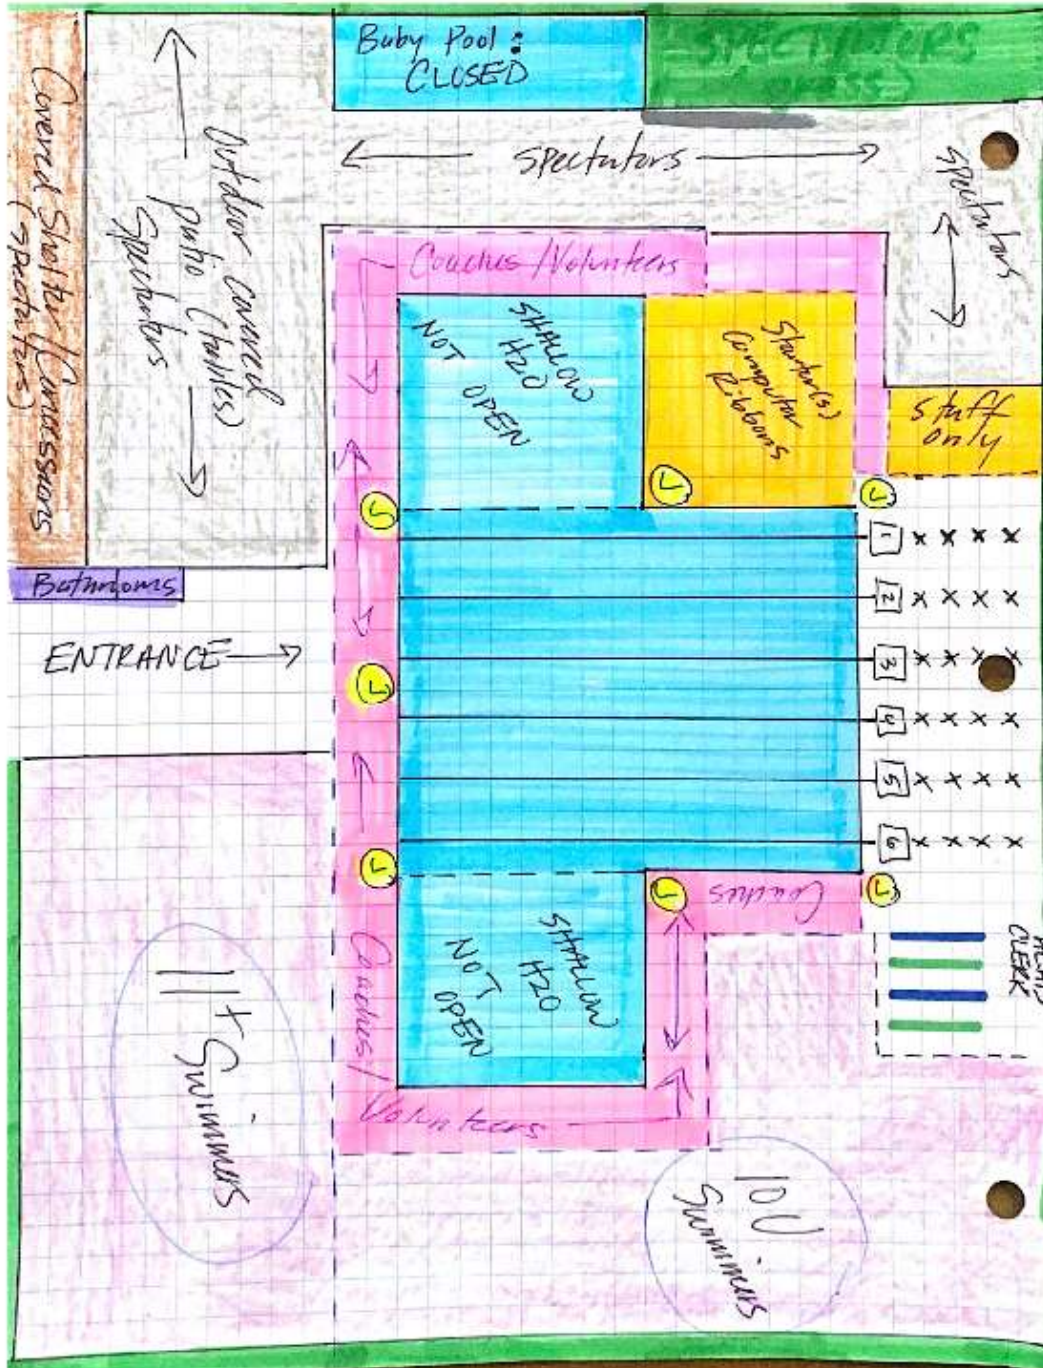 Baby Pool :
CLOSED
SPECTATORS
Covered Shelter / Concessions
(Spectators)
Outdoor covered
patio (tables)
Spectators
Spectators
Spectators
Coaches / Volunteers
SHALLOW
H2O
NOT
OPEN
Starter(s)
Computer
Ribbons
Staff
only
J
J
J
1 x x x x
2 x x x x
3 x x x x
4 x x x x
5 x x x x
6 x x x x
Bathrooms
ENTRANCE
J
J
J
J
Coaches
CLERK
SHALLOW
H2O
NOT
OPEN
Coaches /
Volunteers
11+
Swimmers
10U
Swimmers